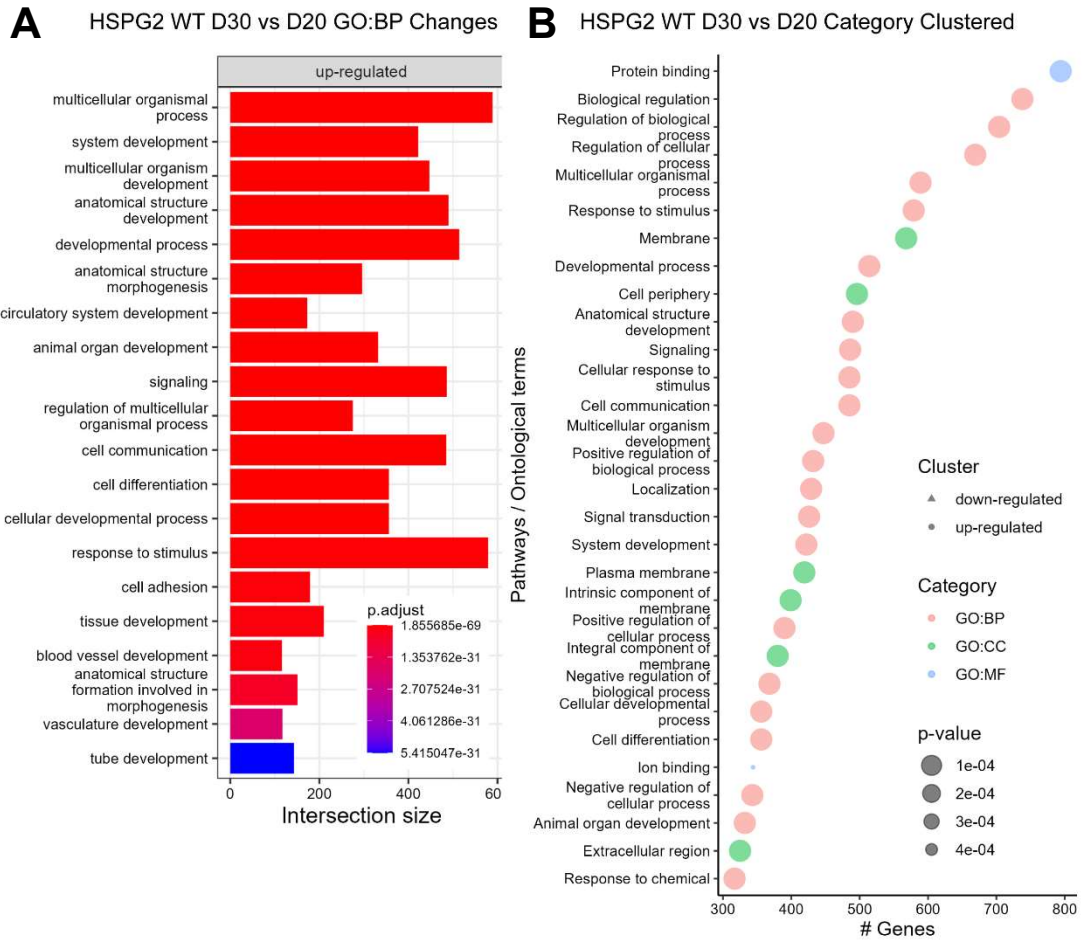 A
HSPG2 WT D30 vs D20 GO:BP Changes
up-regulated
multicellular organismal
process
system development
multicellular organism
development
anatomical structure
development
developmental process
anatomical structure
morphogenesis
circulatory system development
animal organ development
signaling
regulation of multicellular
organismal process
cell communication
cell differentiation
cellular developmental process
response to stimulus
cell adhesion
tissue development
blood vessel development
anatomical structure
formation involved in
morphogenesis
vasculature development
tube development
p.adjust
1.855685e-69
1.353762e-31
2.707524e-31
4.061286e-31
5.415047e-31
0
200
400
60
Intersection size
B
HSPG2 WT D30 vs D20 Category Clustered
Pathways / Ontological terms
Protein binding
Biological regulation
Regulation of biological
process
Regulation of cellular
process
Multicellular organismal
process
Response to stimulus
Membrane
Developmental process
Cell periphery
Anatomical structure
development
Signaling
Cellular response to
stimulus
Cell communication
Multicellular organism
development
Positive regulation of
biological process
Localization
Signal transduction
System development
Plasma membrane
Intrinsic component of
membrane
Positive regulation of
cellular process
Integral component of
membrane
Negative regulation of
biological process
Cellular developmental
process
Cell differentiation
Ion binding
Negative regulation of
cellular process
Animal organ development
Extracellular region
Response to chemical
300
400
500
600
700
800
# Genes
Cluster
down-regulated
up-regulated
Category
GO:BP
GO:CC
GO:MF
p-value
1e-04
2e-04
3e-04
4e-04